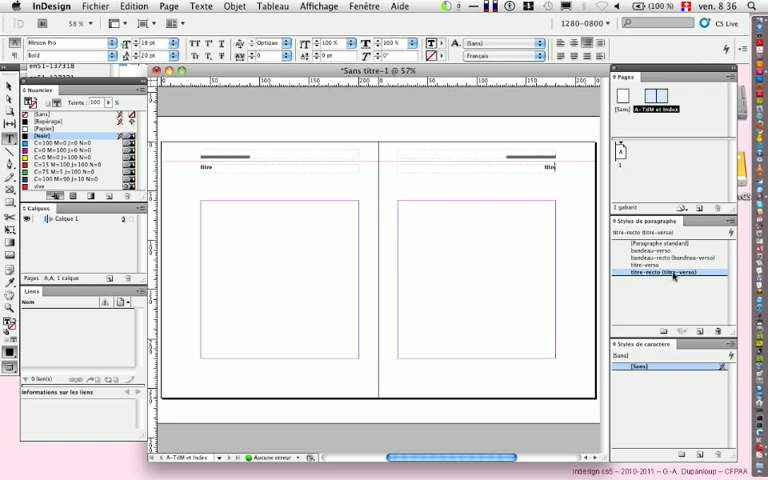 InDesign Fichier Edition Page Texte Objet Tableau Affichage Fenêtre Aide (100 %) ven. 8 36
58 % 1280-0800 CS Live
Minion Pro 18 pt Optique 100 % 100 % A. [Sans]
Bold 20 pt 0 0 pt 0° Français
en51-137318
*Sans titre-1 @ 57%
Nuancier
Teinte : 100 %
[Sans]
[Repérage]
[Papier]
[Noir]
C=100 M=0 J=0 N=0
C=0 M=100 J=0 N=0
C=0 M=0 J=100 N=0
C=15 M=100 J=100 N=0
C=75 M=5 J=100 N=0
C=100 M=90 J=10 N=0
vive
Calques
Calque 1
Pages : A,A, 1 calque
Liens
Nom
0 lien(s)
Informations sur les liens
titre
titre
A-TdM et Index Aucune erreur
Pages
[Sans] A-TdM et Index
A
1
1 gabarit
Styles de paragraphe
titre-recto (titre-verso)
[Paragraphe standard]
bandeau-verso
bandeau-recto (bandeau-verso)
titre-verso
titre-recto (titre-verso)
Styles de caractère
[Sans]
[Sans]
indesign cs5 – 2010-2011 – G.-A. Dupanloup – CFPAA